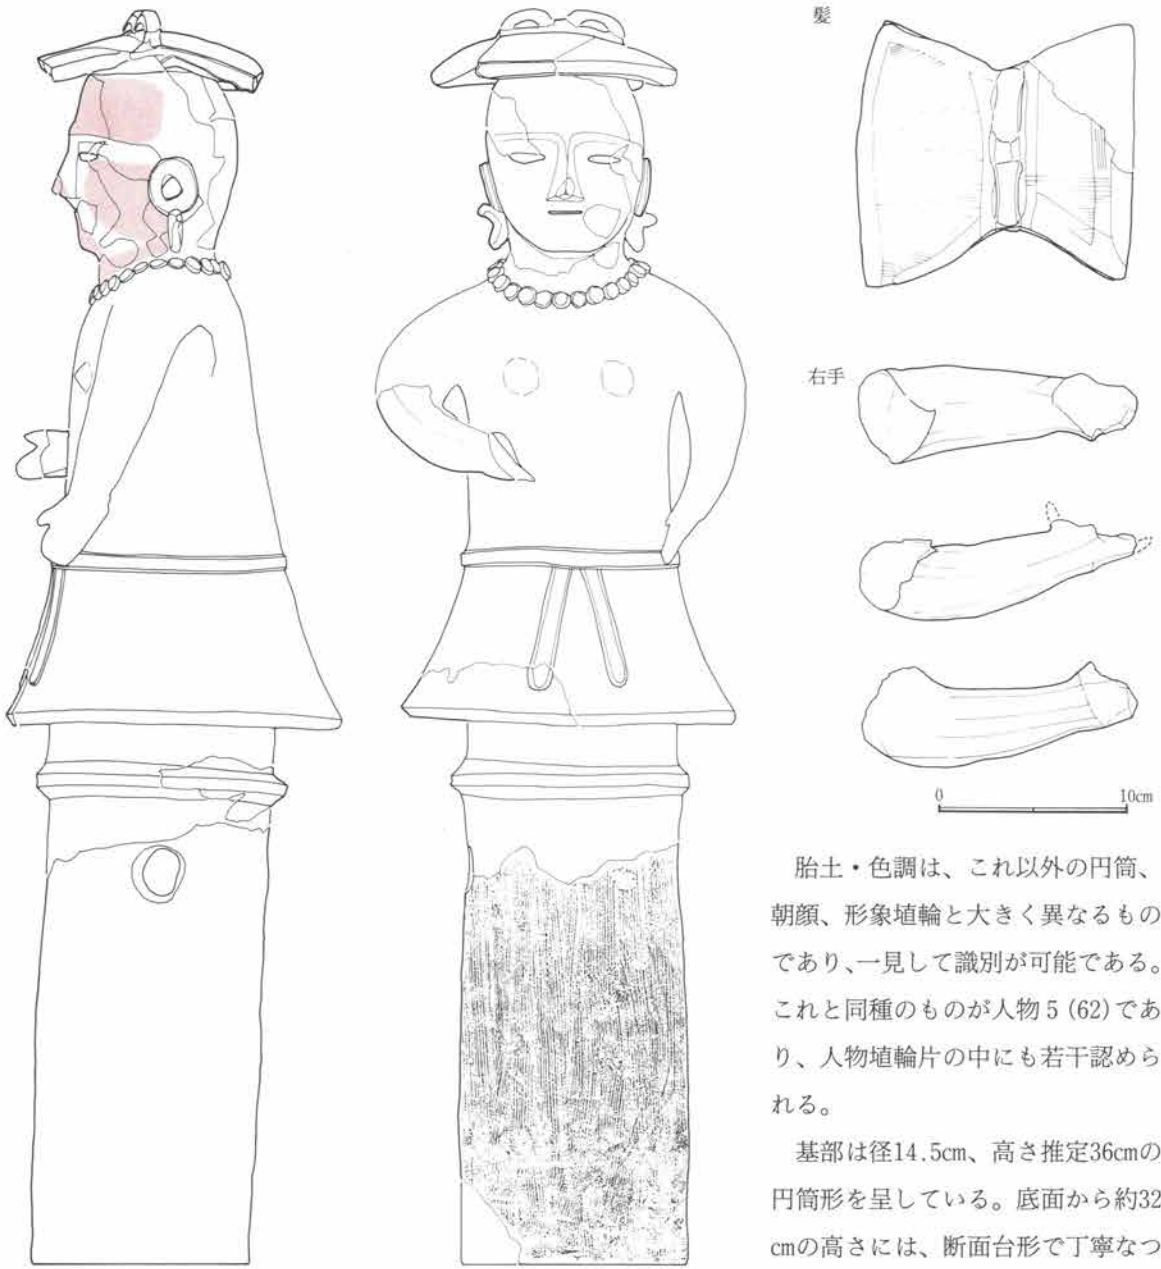 髪
右手
0 10cm
胎土・色調は、これ以外の円筒、
朝顔、形象埴輪と大きく異なるもの
であり、一見して識別が可能である。
これと同種のものが人物５(62)であ
り、人物埴輪片の中にも若干認めら
れる。
基部は径14.5cm、高さ推定36cmの
円筒形を呈している。底面から約32
cmの高さには、断面台形で丁寧なつ